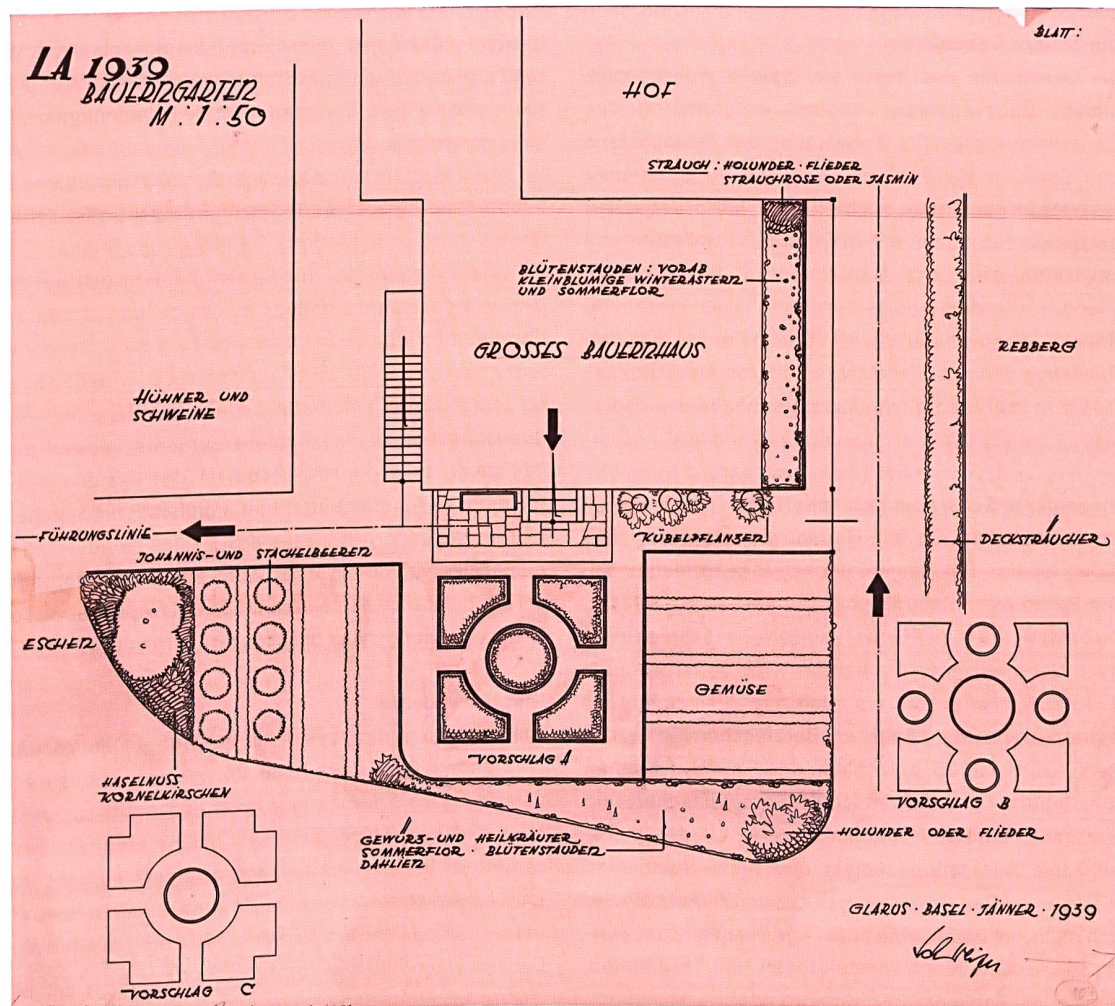 BLATT:
LA 1939
BAUERNGARTEN
M : 1 : 50
HOF
STRAUCH : HOLUNDER · FLIEDER
STRAUCHROSE ODER JASMIN
BLÜTENSTAUDEN : VORAB
KLEINBLUMIGE WINTERASTERN
UND SOMMERFLOR
GROSSES BAUERNHAUS
REBBERG
HÜHNER UND
SCHWEINE
FÜHRUNGSLINIE
KÜBELPFLANZEN
DECKSTRÄUCHER
JOHANNIS- UND STACHELBEEREN
ESCHEN
GEMÜSE
VORSCHLAG A
HASELNUSS
KORNELKIRSCHEN
VORSCHLAG B
GEWÜRZ- UND HEILKRÄUTER
SOMMERFLOR · BLÜTENSTAUDEN
DAHLIEN
HOLUNDER ODER FLIEDER
GLARUS · BASEL · JÄNNER · 1939
VORSCHLAG C